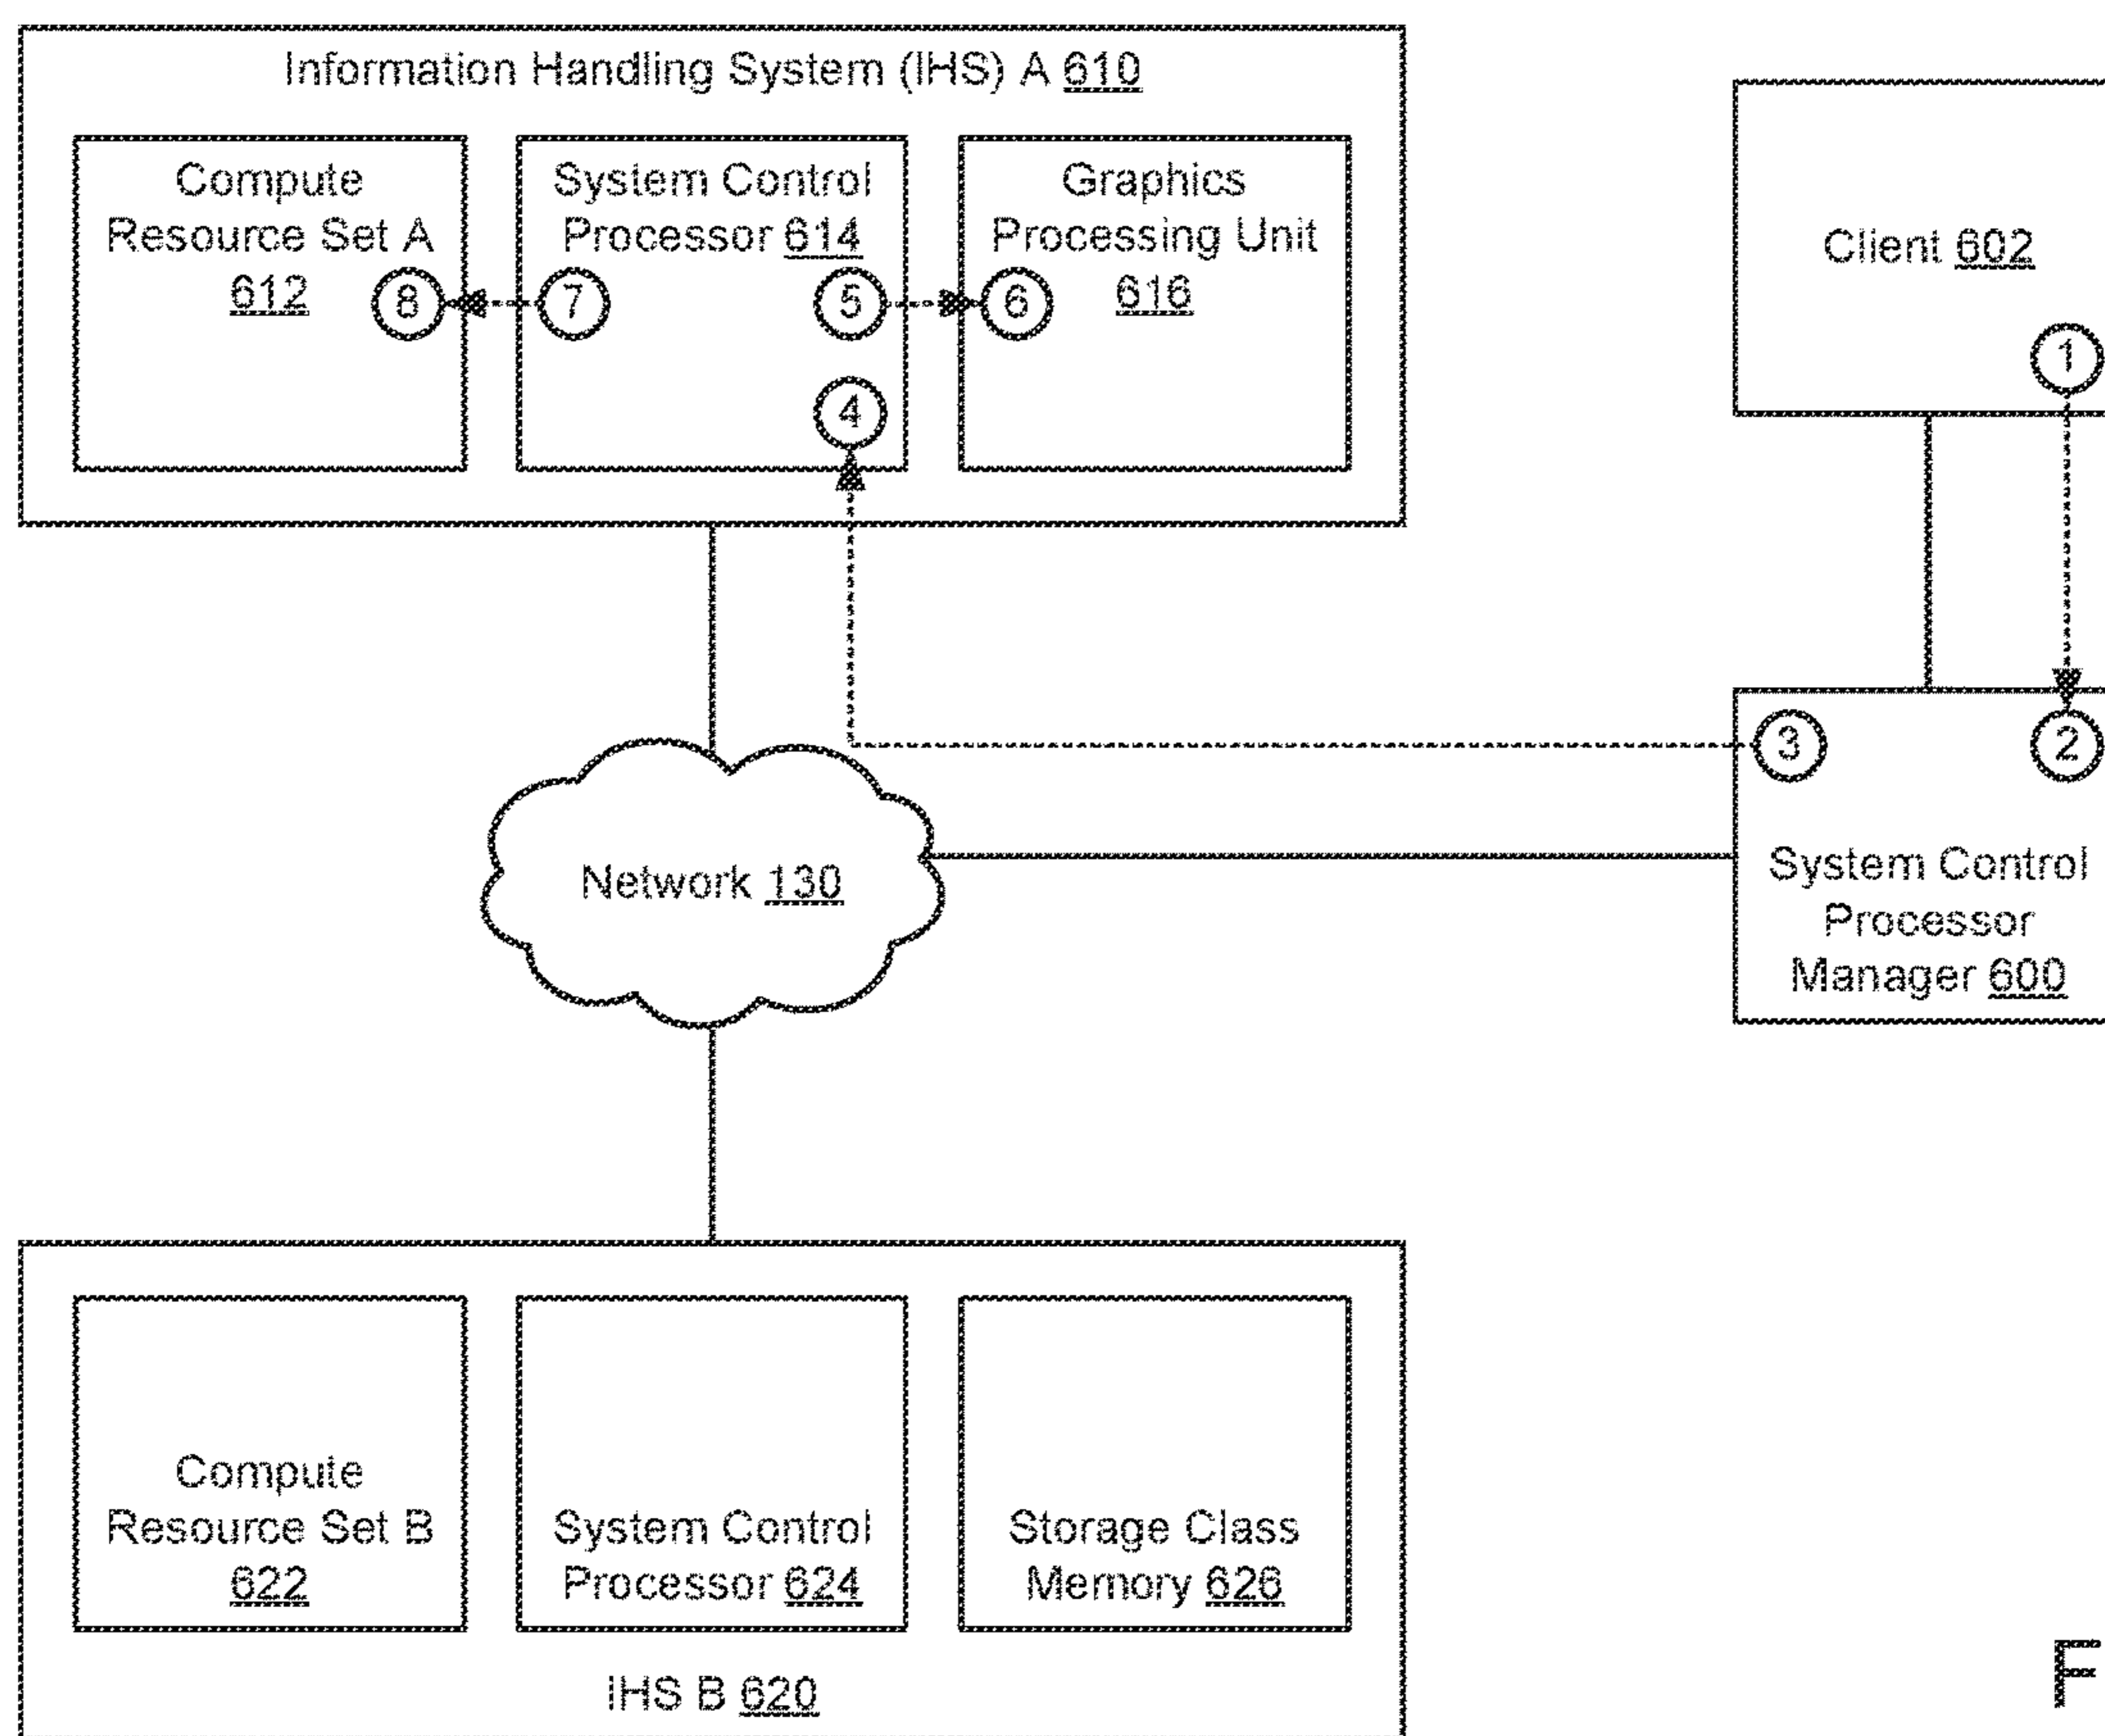 Information Handling System (IHS) A 610
Compute
Resource Set A
612
8
System Control
Processor 614
7
5
4
Graphics
Processing Unit
616
6
Client 602
1
3
2
System Control
Processor
Manager 600
Network 130
Compute
Resource Set B
622
System Control
Processor 624
Storage Class
Memory 626
IHS B 620
F